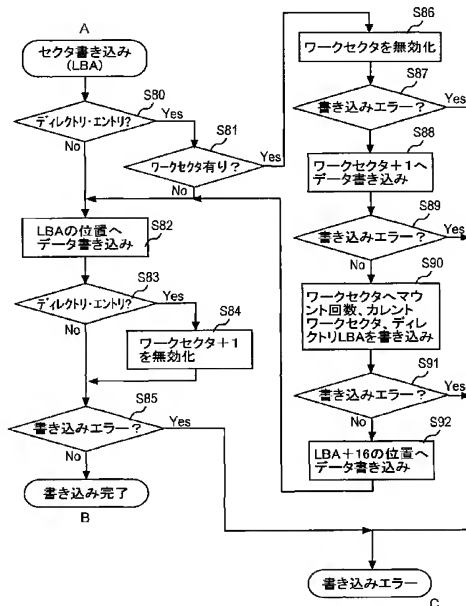 A
セクタ書き込み
(LBA)
S80
ディレクトリ・エントリ?
Yes
No
S81
ワークセクタ有り?
Yes
No
S82
LBAの位置へ
データ書き込み
S83
ディレクトリ・エントリ?
Yes
No
S84
ワークセクタ+1
を無効化
S85
書き込みエラー?
Yes
No
書き込み完了
B
S86
ワークセクタを無効化
S87
書き込みエラー?
Yes
No
S88
ワークセクタ+1へ
データ書き込み
S89
書き込みエラー?
Yes
No
S90
ワークセクタへマウ
ント回数、カレント
ワークセクタ、ディレ
クトリLBAを書き込み
S91
書き込みエラー?
Yes
No
S92
LBA+16の位置へ
データ書き込み
書き込みエラー
C